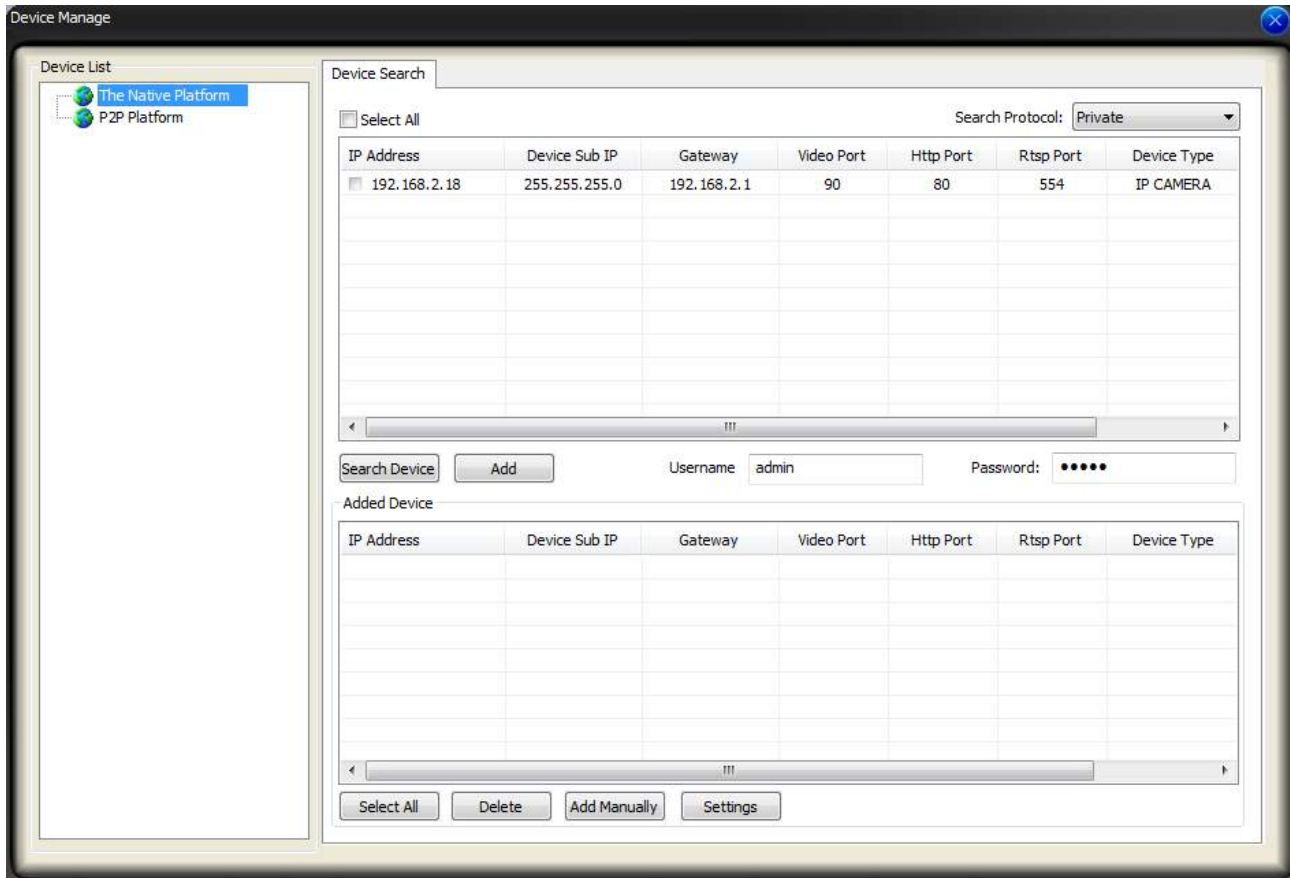 Device Manage
Device List
The Native Platform
P2P Platform
Device Search
Select All
Search Protocol: Private
IP Address Device Sub IP Gateway Video Port Http Port Rtsp Port Device Type
192.168.2.18 255.255.255.0 192.168.2.1 90 80 554 IP CAMERA
Search Device Add Username admin Password: •••••
Added Device
IP Address Device Sub IP Gateway Video Port Http Port Rtsp Port Device Type
Select All Delete Add Manually Settings